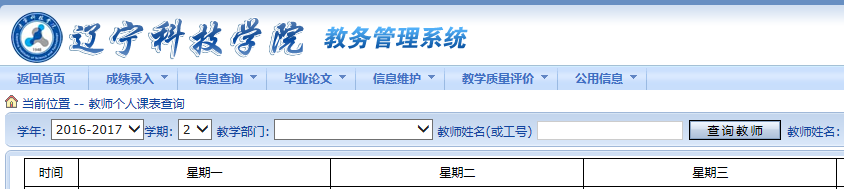 辽宁科技学院 教务管理系统
返回首页 成绩录入 信息查询 毕业论文 信息维护 教学质量评价 公用信息
当前位置 -- 教师个人课表查询
学年: 2016-2017 学期: 2 教学部门: 教师姓名(或工号) 查询教师 教师姓名:
时间 星期一 星期二 星期三